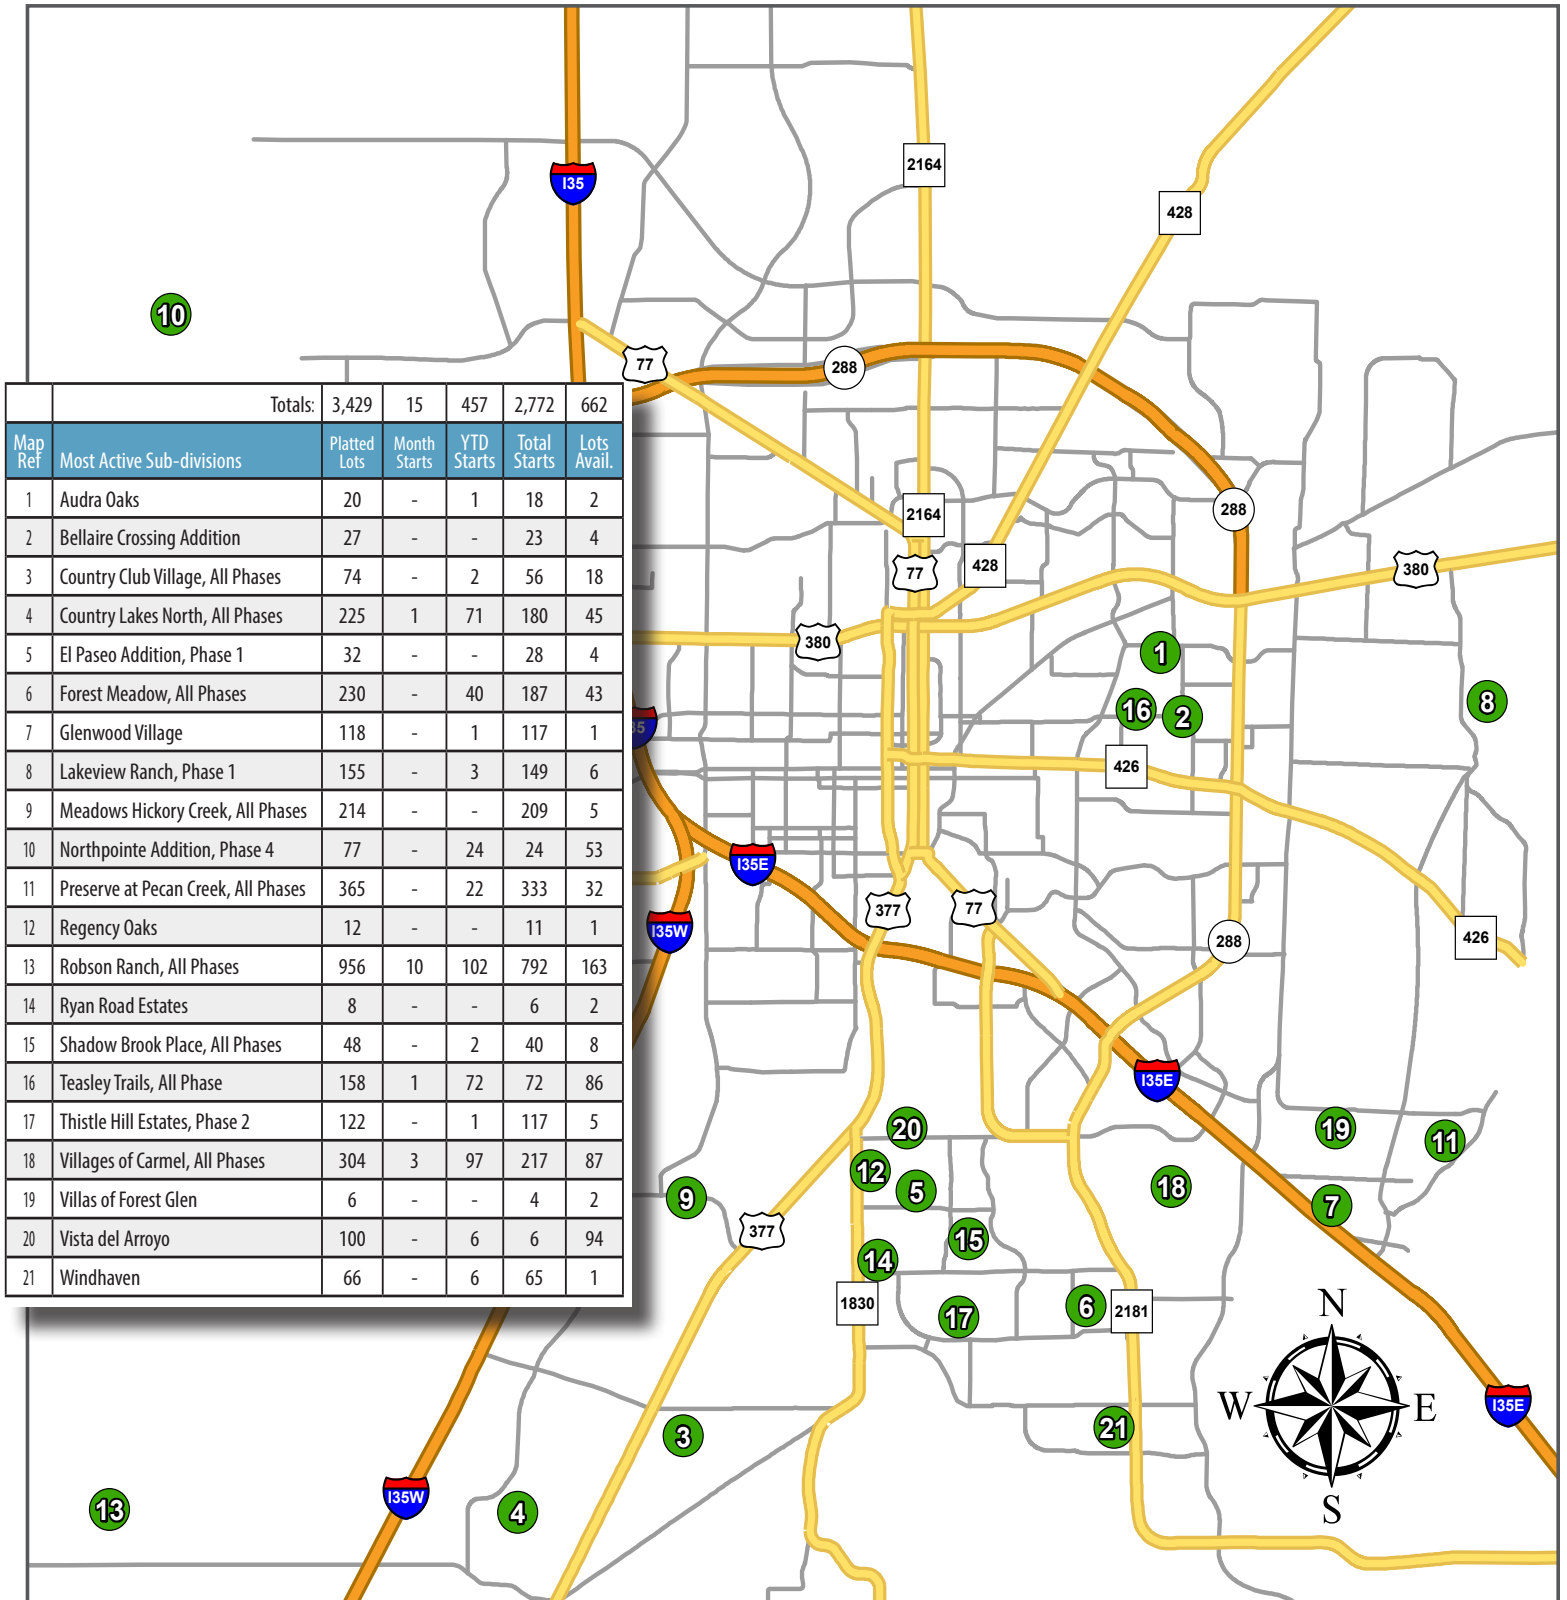 I35
2164
428
10
77
288
Totals: 3,429 15 457 2,772 662
Map Ref Most Active Sub-divisions Platted Lots Month Starts YTD Starts Total Starts Lots Avail.
1 Audra Oaks 20 - 1 18 2
2 Bellaire Crossing Addition 27 - - 23 4
3 Country Club Village, All Phases 74 - 2 56 18
4 Country Lakes North, All Phases 225 1 71 180 45
5 El Paseo Addition, Phase 1 32 - - 28 4
6 Forest Meadow, All Phases 230 - 40 187 43
7 Glenwood Village 118 - 1 117 1
8 Lakeview Ranch, Phase 1 155 - 3 149 6
9 Meadows Hickory Creek, All Phases 214 - - 209 5
10 Northpointe Addition, Phase 4 77 - 24 24 53
11 Preserve at Pecan Creek, All Phases 365 - 22 333 32
12 Regency Oaks 12 - - 11 1
13 Robson Ranch, All Phases 956 10 102 792 163
14 Ryan Road Estates 8 - - 6 2
15 Shadow Brook Place, All Phases 48 - 2 40 8
16 Teasley Trails, All Phase 158 1 72 72 86
17 Thistle Hill Estates, Phase 2 122 - 1 117 5
18 Villages of Carmel, All Phases 304 3 97 217 87
19 Villas of Forest Glen 6 - - 4 2
20 Vista del Arroyo 100 - 6 6 94
21 Windhaven 66 - 6 65 1
2164
288
77
428
380
380
1
8
16
2
35
426
I35E
377
77
I35W
288
426
I35E
20
19
11
12
5
18
9
7
377
15
14
1830
17
6
2181
N
W
E
S
I35E
21
3
I35W
13
4